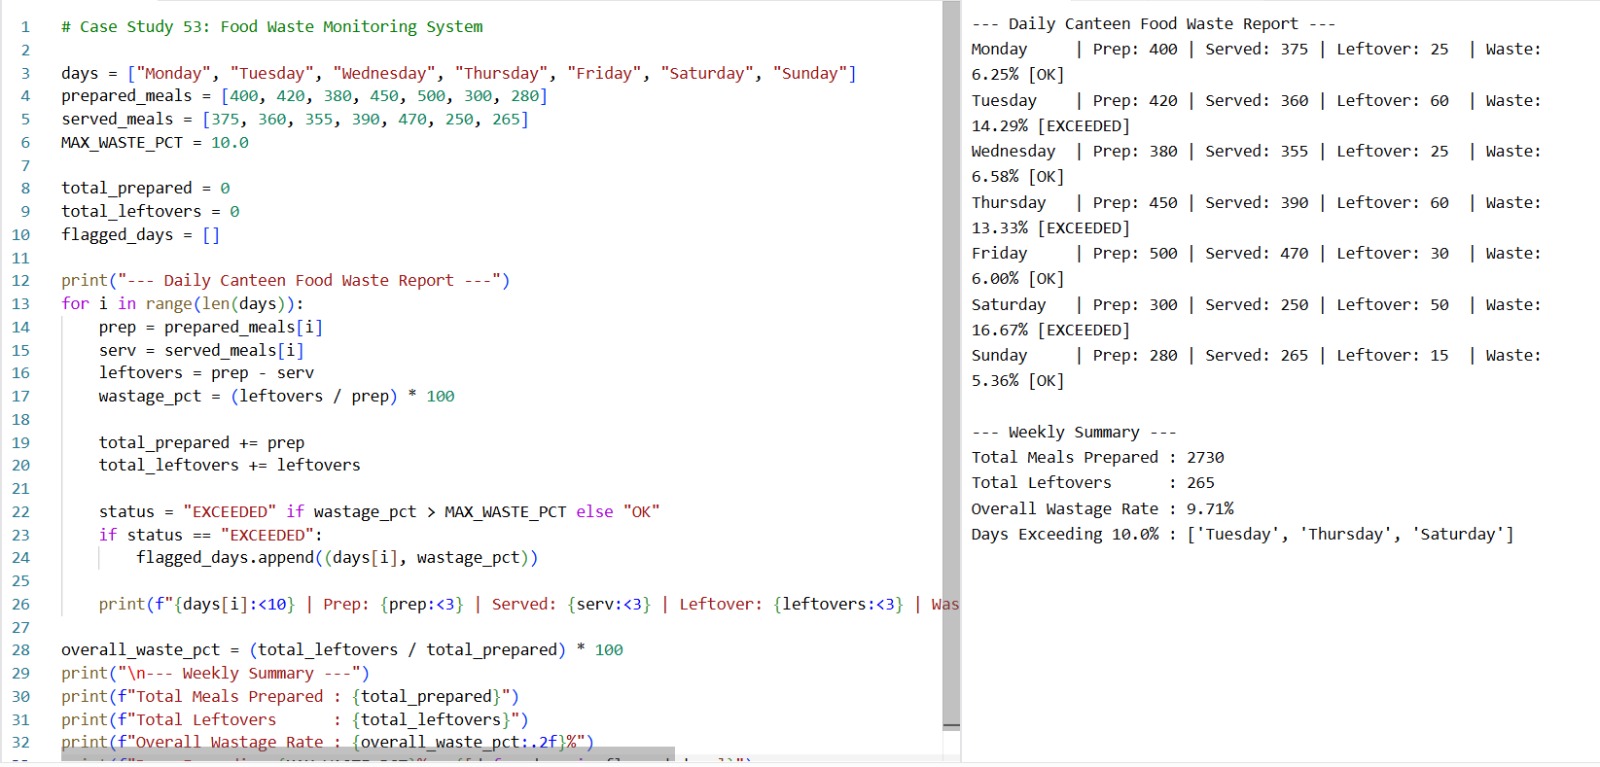 1 # Case Study 53: Food Waste Monitoring System
2
3 days = ["Monday", "Tuesday", "Wednesday", "Thursday", "Friday", "Saturday", "Sunday"]
4 prepared_meals = [400, 420, 380, 450, 500, 300, 280]
5 served_meals = [375, 360, 355, 390, 470, 250, 265]
6 MAX_WASTE_PCT = 10.0
7
8 total_prepared = 0
9 total_leftovers = 0
10 flagged_days = []
11
12 print("--- Daily Canteen Food Waste Report ---")
13 for i in range(len(days)):
14     prep = prepared_meals[i]
15     serv = served_meals[i]
16     leftovers = prep - serv
17     wastage_pct = (leftovers / prep) * 100
18
19     total_prepared += prep
20     total_leftovers += leftovers
21
22     status = "EXCEEDED" if wastage_pct > MAX_WASTE_PCT else "OK"
23     if status == "EXCEEDED":
24         flagged_days.append((days[i], wastage_pct))
25
26     print(f"{days[i]:<10} | Prep: {prep:<3} | Served: {serv:<3} | Leftover: {leftovers:<3} | Was
27
28 overall_waste_pct = (total_leftovers / total_prepared) * 100
29 print("\n--- Weekly Summary ---")
30 print(f"Total Meals Prepared : {total_prepared}")
31 print(f"Total Leftovers      : {total_leftovers}")
32 print(f"Overall Wastage Rate : {overall_waste_pct:.2f}%")
--- Daily Canteen Food Waste Report ---
Monday     | Prep: 400 | Served: 375 | Leftover: 25  | Waste:
6.25% [OK]
Tuesday    | Prep: 420 | Served: 360 | Leftover: 60  | Waste:
14.29% [EXCEEDED]
Wednesday  | Prep: 380 | Served: 355 | Leftover: 25  | Waste:
6.58% [OK]
Thursday   | Prep: 450 | Served: 390 | Leftover: 60  | Waste:
13.33% [EXCEEDED]
Friday     | Prep: 500 | Served: 470 | Leftover: 30  | Waste:
6.00% [OK]
Saturday   | Prep: 300 | Served: 250 | Leftover: 50  | Waste:
16.67% [EXCEEDED]
Sunday     | Prep: 280 | Served: 265 | Leftover: 15  | Waste:
5.36% [OK]

--- Weekly Summary ---
Total Meals Prepared : 2730
Total Leftovers      : 265
Overall Wastage Rate : 9.71%
Days Exceeding 10.0% : ['Tuesday', 'Thursday', 'Saturday']